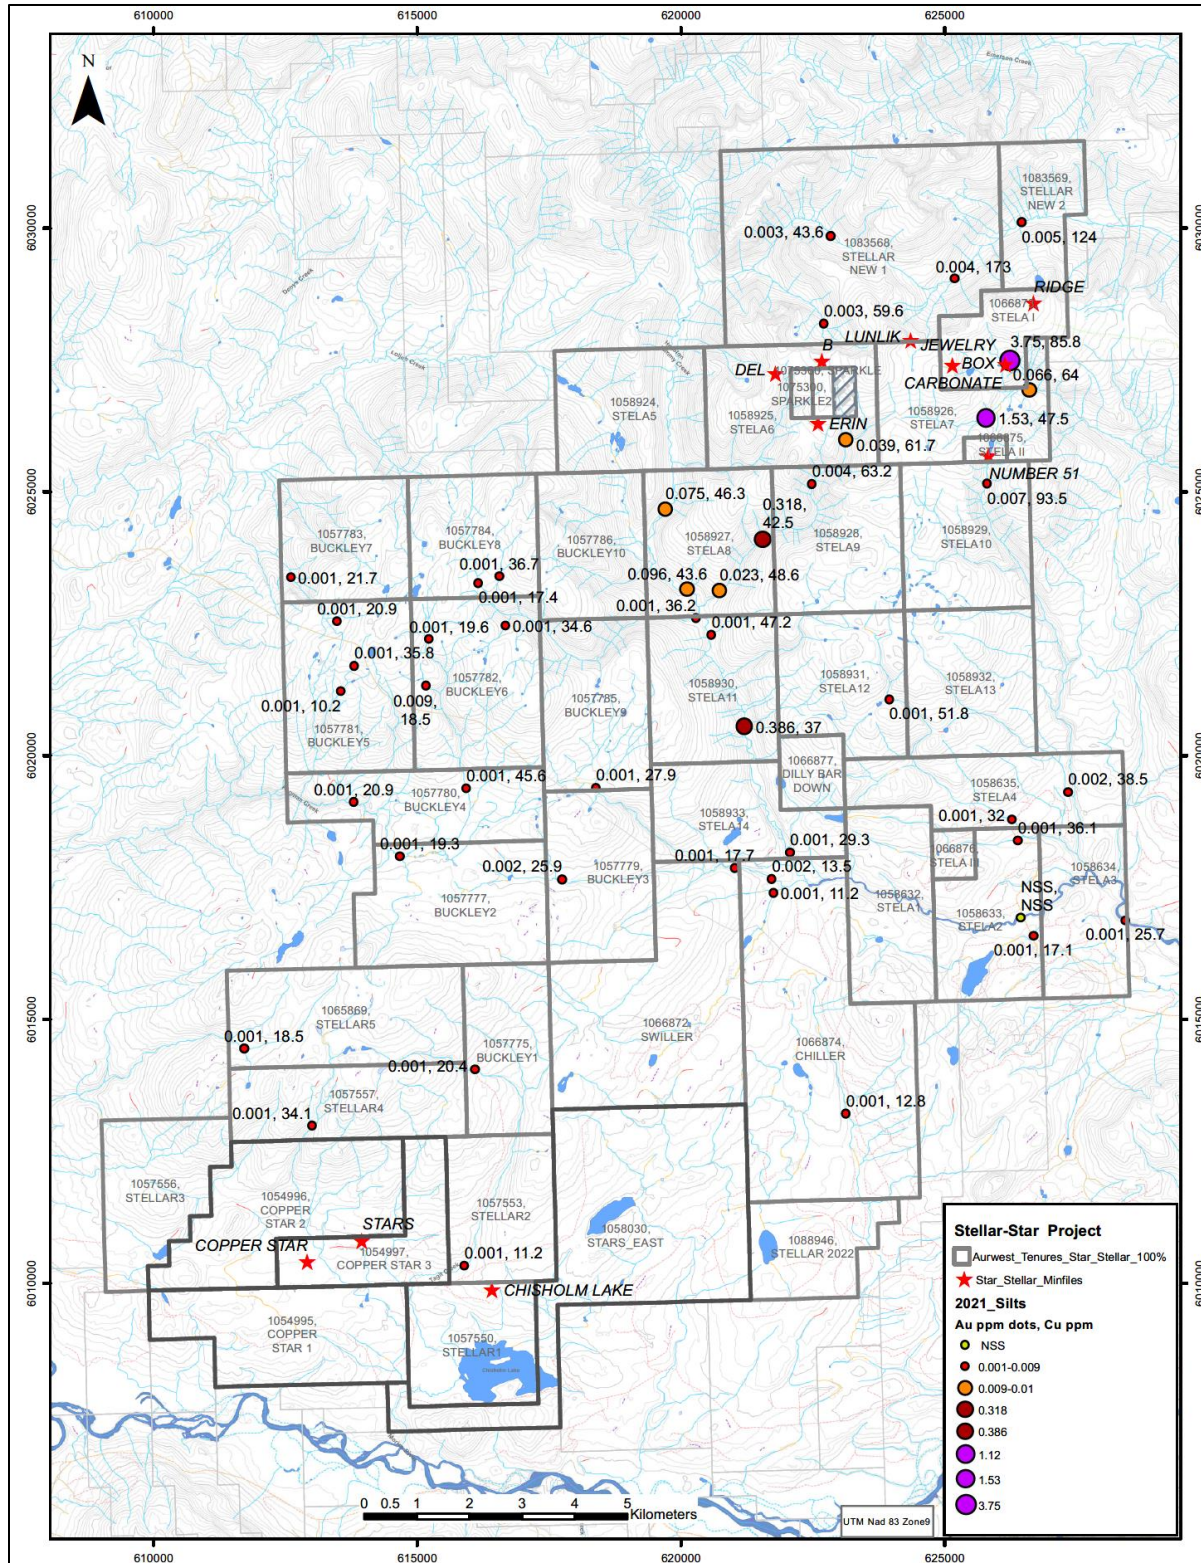 610000
615000
620000
625000
N
Emerson Creek
6030000
6030000
1083569,
STELLAR
NEW 2
0.005, 124
0.003, 43.6
1083568,
STELLAR
NEW 1
0.004, 173
RIDGE
STELA I
0.003, 59.6
LUNLIK
JEWELRY
BOX
3.75, 85.8
B
DEL
CARBONATE
0.066, 64
1075300,
SPARKLE2
1058924,
STELA5
1058925,
STELA6
1058926,
STELA7
1.53, 47.5
ERIN
0.039, 61.7
STELA II
NUMBER 51
0.004, 63.2
0.007, 93.5
6025000
6025000
0.075, 46.3
0.318,
42.5
1057783,
BUCKLEY7
1057784,
BUCKLEY8
1057786,
BUCKLEY10
1058927,
STELA8
1058928,
STELA9
1058929,
STELA10
0.001, 21.7
0.001, 36.7
0.001, 17.4
0.096, 43.6
0.023, 48.6
0.001, 36.2
0.001, 20.9
0.001, 19.6
0.001, 34.6
0.001, 47.2
0.001, 35.8
1057782,
BUCKLEY6
1058930,
STELA11
1058931,
STELA12
1058932,
STELA13
0.001, 10.2
0.009,
18.5
1057785,
BUCKLEY9
0.001, 51.8
1057781,
BUCKLEY5
0.386, 37
6020000
6020000
1066877,
DILLY BAR
DOWN
0.001, 20.9
1057780,
BUCKLEY4
0.001, 45.6
0.001, 27.9
1058635,
STELA4
0.002, 38.5
1058933,
STELA14
0.001, 32
0.001, 36.1
0.001, 19.3
0.001, 29.3
0.001, 17.7
1066876,
STELA III
0.002, 25.9
1057779,
BUCKLEY3
0.002, 13.5
0.001, 11.2
1058634,
STELA3
1057777,
BUCKLEY2
1058632,
STELA1
NSS,
NSS
1058633,
STELA2
0.001, 25.7
0.001, 17.1
6015000
6015000
1065869,
STELLAR5
0.001, 18.5
1057775,
BUCKLEY1
1066872,
SWILLER
1066874,
CHILLER
0.001, 20.4
1057557,
STELLAR4
0.001, 34.1
0.001, 12.8
1057556,
STELLAR3
1054996,
COPPER
STAR 2
1057553,
STELLAR2
1058030,
STARS_EAST
1088946,
STELLAR 2022
STARS
COPPER STAR
1054997,
COPPER STAR 3
0.001, 11.2
CHISHOLM LAKE
6010000
6010000
1054995,
COPPER
STAR 1
1057550,
STELLAR1
Chisholm Lake
Stellar-Star Project
Aurwest_Tenures_Star_Stellar_100%
Star_Stellar_Minfiles
2021_Silts
Au ppm dots, Cu ppm
NSS
0.001-0.009
0.009-0.01
0.318
0.386
1.12
1.53
3.75
0 0.5 1 2 3 4 5
Kilometers
UTM Nad 83 Zone9
610000
615000
620000
625000